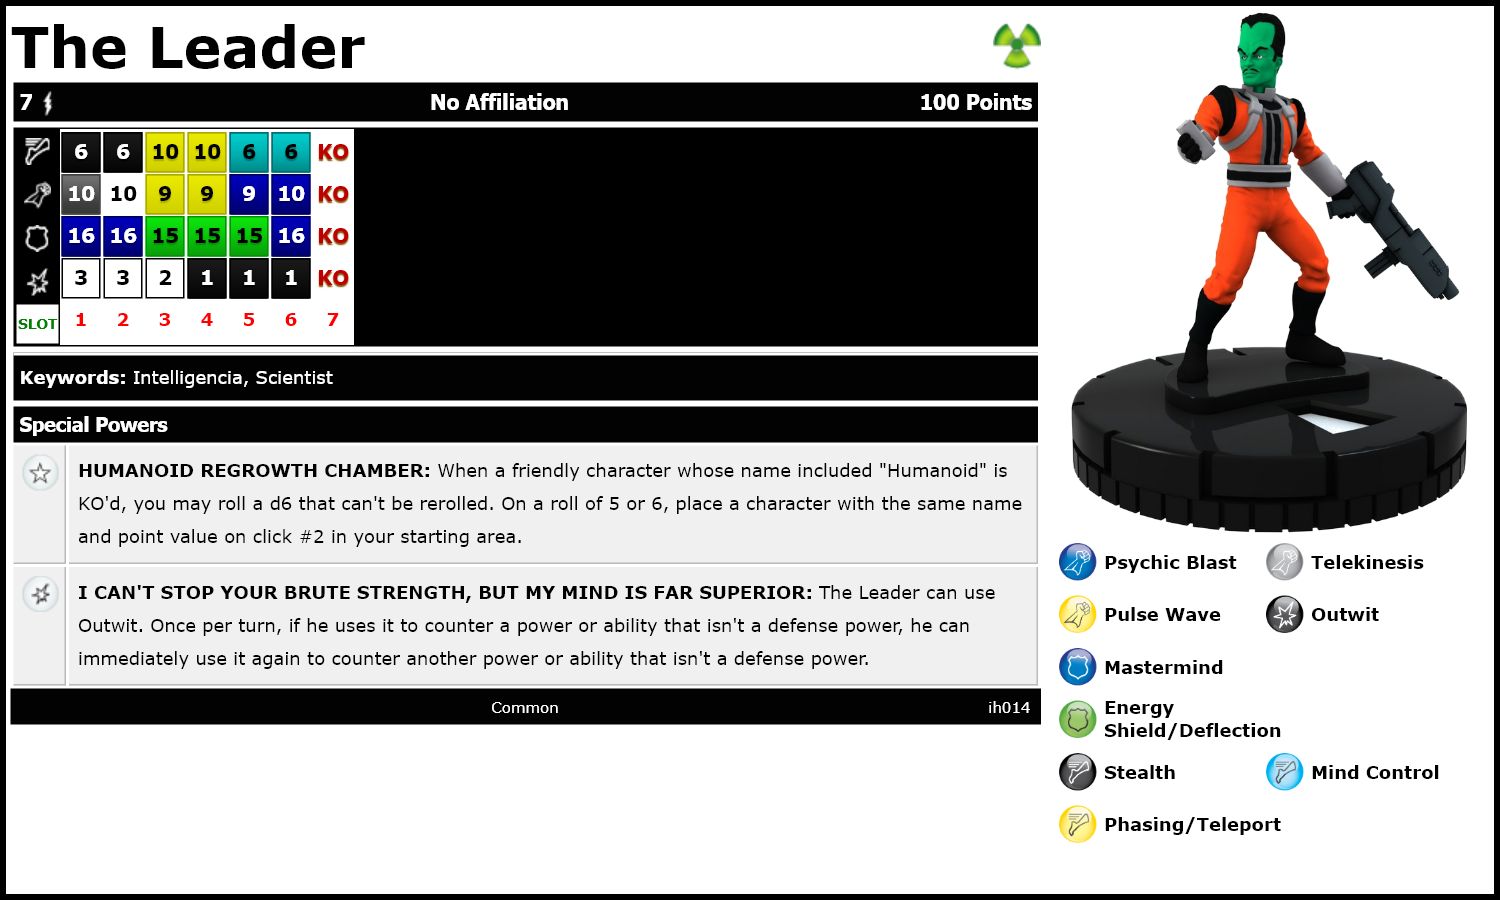 The Leader
7 No Affiliation 100 Points
6 6 10 10 6 6 KO
10 10 9 9 9 10 KO
16 16 15 15 15 16 KO
3 3 2 1 1 1 KO
SLOT 1 2 3 4 5 6 7
Keywords: Intelligencia, Scientist
Special Powers
HUMANOID REGROWTH CHAMBER: When a friendly character whose name included "Humanoid" is
KO'd, you may roll a d6 that can't be rerolled. On a roll of 5 or 6, place a character with the same name
and point value on click #2 in your starting area.
I CAN'T STOP YOUR BRUTE STRENGTH, BUT MY MIND IS FAR SUPERIOR: The Leader can use
Outwit. Once per turn, if he uses it to counter a power or ability that isn't a defense power, he can
immediately use it again to counter another power or ability that isn't a defense power.
Common ih014
Psychic Blast Telekinesis
Pulse Wave Outwit
Mastermind
Energy
Shield/Deflection
Stealth Mind Control
Phasing/Teleport